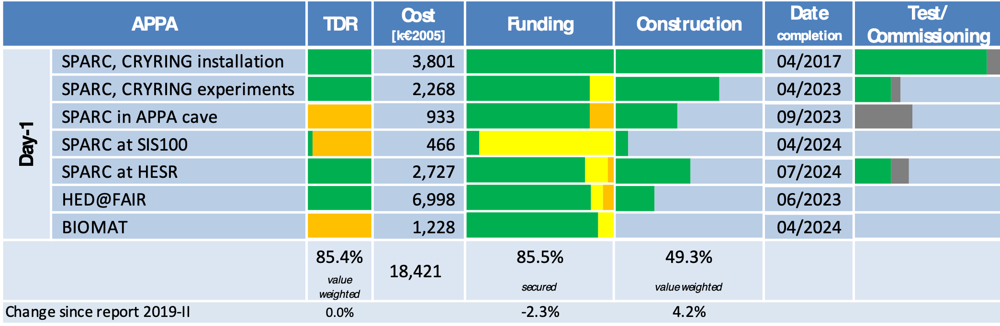 APPA TDR Cost [k€2005] Funding Construction Date completion Test/ Commissioning
Day-1
SPARC, CRYRING installation 3,801 04/2017
SPARC, CRYRING experiments 2,268 04/2023
SPARC in APPA cave 933 09/2023
SPARC at SIS100 466 04/2024
SPARC at HESR 2,727 07/2024
HED@FAIR 6,998 06/2023
BIOMAT 1,228 04/2024
85.4% value weighted 18,421 85.5% secured 49.3% value weighted
Change since report 2019-II 0.0% -2.3% 4.2%